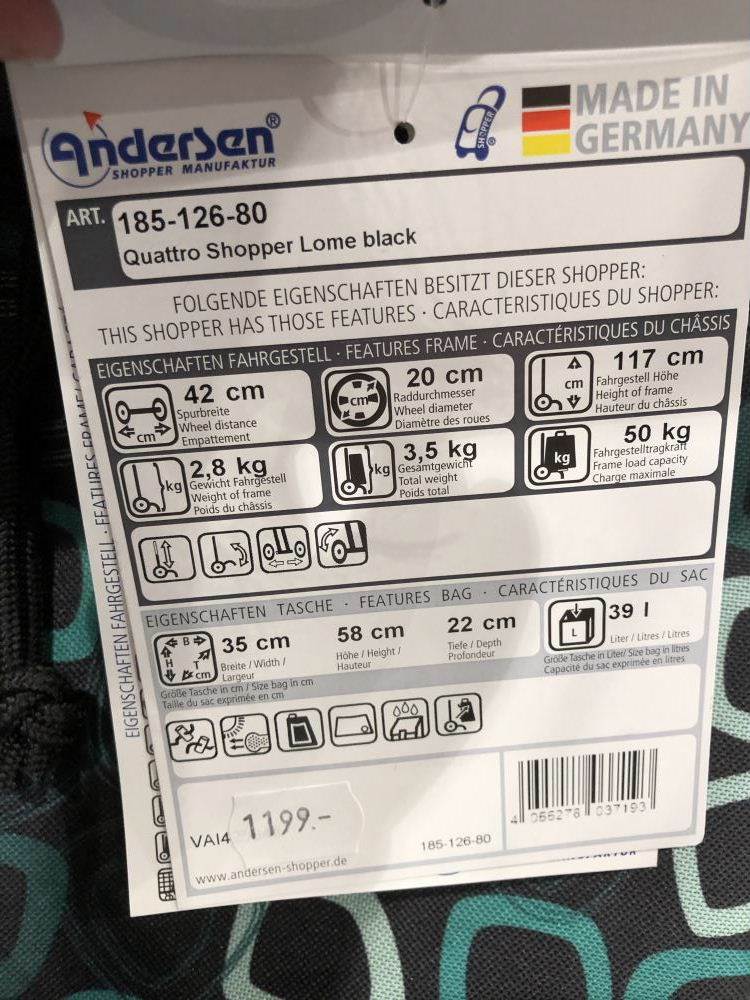 Andersen®
SHOPPER MANUFAKTUR
SHOPPER
MADE IN
GERMANY
ART. 185-126-80
Quattro Shopper Lome black
FOLGENDE EIGENSCHAFTEN BESITZT DIESER SHOPPER:
THIS SHOPPER HAS THOSE FEATURES · CARACTERISTIQUES DU SHOPPER:
EIGENSCHAFTEN FAHRGESTELL · FEATURES FRAME · CARACTÉRISTIQUES DU CHÂSSIS
cm
42 cm
Spurbreite
Wheel distance
Empattement
cm
20 cm
Raddurchmesser
Wheel diameter
Diamètre des roues
cm
117 cm
Fahrgestell Höhe
Height of frame
Hauteur du châssis
kg
2,8 kg
Gewicht Fahrgestell
Weight of frame
Poids du châssis
kg
3,5 kg
Gesamtgewicht
Total weight
Poids total
kg
50 kg
Fahrgestelltragkraft
Frame load capacity
Charge maximale
EIGENSCHAFTEN TASCHE · FEATURES BAG · CARACTÉRISTIQUES DU SAC
B
H
T
cm
35 cm
Breite / Width /
Largeur
58 cm
Höhe / Height /
Hauteur
22 cm
Tiefe / Depth
Profondeur
L
39 l
Liter / Litres / Litres
Größe Tasche in cm / Size bag in cm
Taille du sac exprimée en cm
Größe Tasche in Liter/ Size bag in litres
Capacité du sac exprimée en litres
VAI4
1199.-
185-126-80
www.andersen-shopper.de
4 056278 037193
EIGENSCHAFTEN FAHRGESTELL · FEATURES FRAME